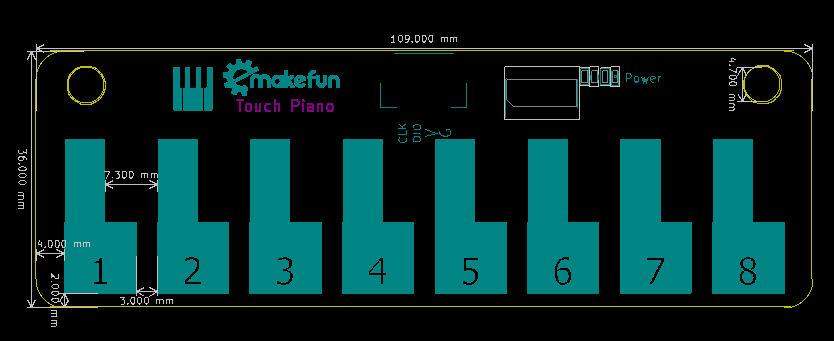 109.000 mm
emakefun
Touch Piano
Power
4.700 mm
CLK
DIO
V
G
36.000 mm
7.300 mm
4.000 mm
1 2 3 4 5 6 7 8
2.000 mm
3.000 mm